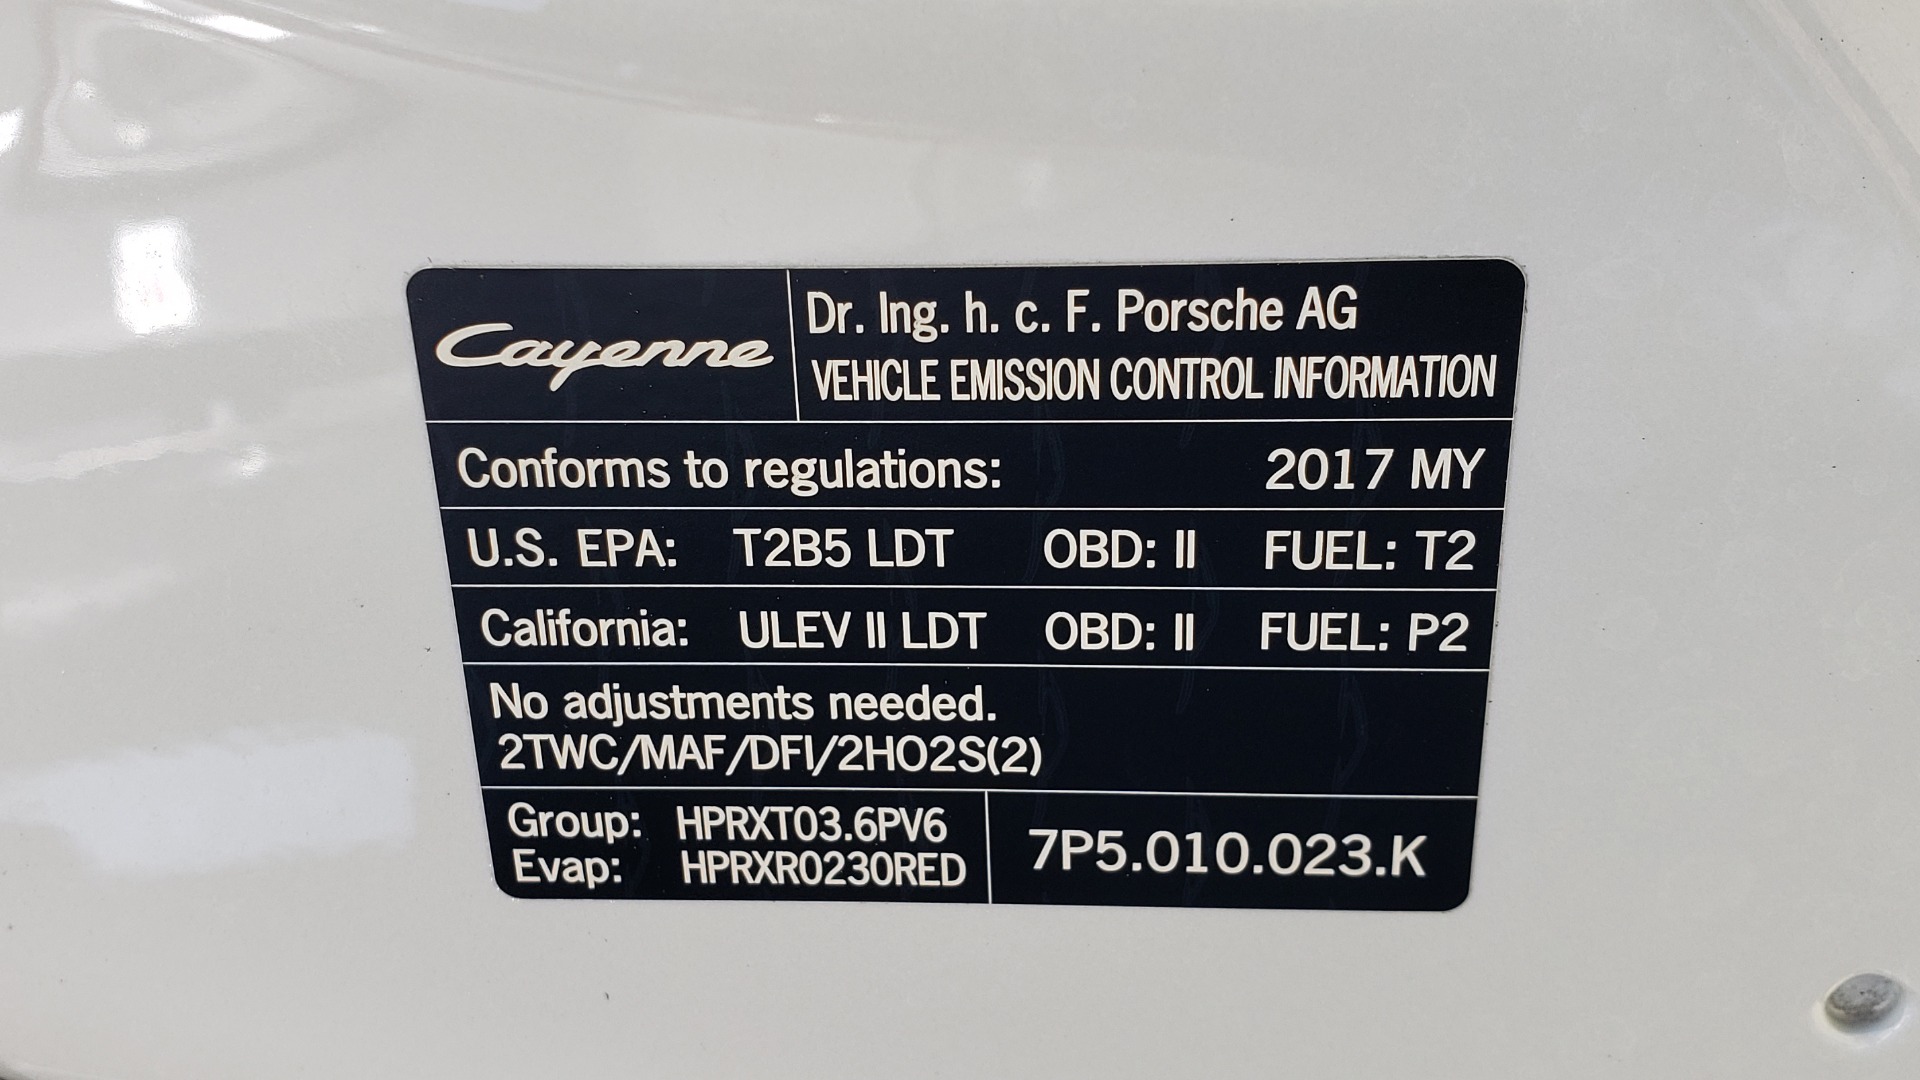 Cayenne
Dr. Ing. h. c. F. Porsche AG
VEHICLE EMISSION CONTROL INFORMATION
Conforms to regulations: 2017 MY
U.S. EPA: T2B5 LDT OBD: II FUEL: T2
California: ULEV II LDT OBD: II FUEL: P2
No adjustments needed.
2TWC/MAF/DFI/2HO2S(2)
Group: HPRXT03.6PV6
Evap: HPRXR0230RED
7P5.010.023.K